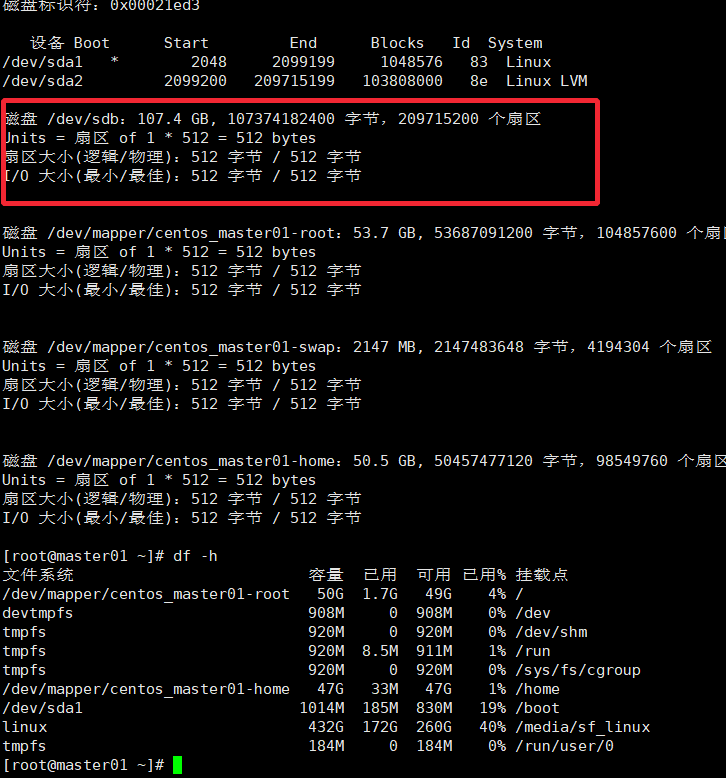 磁盘标识符：0x00021ed3
设备 Boot      Start         End      Blocks   Id  System
/dev/sda1   *        2048     2099199     1048576   83  Linux
/dev/sda2         2099200   209715199   103808000   8e  Linux LVM
磁盘 /dev/sdb：107.4 GB, 107374182400 字节，209715200 个扇区
Units = 扇区 of 1 * 512 = 512 bytes
扇区大小(逻辑/物理)：512 字节 / 512 字节
I/O 大小(最小/最佳)：512 字节 / 512 字节
磁盘 /dev/mapper/centos_master01-root：53.7 GB, 53687091200 字节，104857600 个扇
Units = 扇区 of 1 * 512 = 512 bytes
扇区大小(逻辑/物理)：512 字节 / 512 字节
I/O 大小(最小/最佳)：512 字节 / 512 字节
磁盘 /dev/mapper/centos_master01-swap：2147 MB, 2147483648 字节，4194304 个扇区
Units = 扇区 of 1 * 512 = 512 bytes
扇区大小(逻辑/物理)：512 字节 / 512 字节
I/O 大小(最小/最佳)：512 字节 / 512 字节
磁盘 /dev/mapper/centos_master01-home：50.5 GB, 50457477120 字节，98549760 个扇区
Units = 扇区 of 1 * 512 = 512 bytes
扇区大小(逻辑/物理)：512 字节 / 512 字节
I/O 大小(最小/最佳)：512 字节 / 512 字节
[root@master01 ~]# df -h
文件系统                          容量  已用  可用 已用% 挂载点
/dev/mapper/centos_master01-root   50G  1.7G   49G    4% /
devtmpfs                          908M     0  908M    0% /dev
tmpfs                             920M     0  920M    0% /dev/shm
tmpfs                             920M  8.5M  911M    1% /run
tmpfs                             920M     0  920M    0% /sys/fs/cgroup
/dev/mapper/centos_master01-home   47G   33M   47G    1% /home
/dev/sda1                        1014M  185M  830M   19% /boot
linux                             432G  172G  260G   40% /media/sf_linux
tmpfs                             184M     0  184M    0% /run/user/0
[root@master01 ~]#